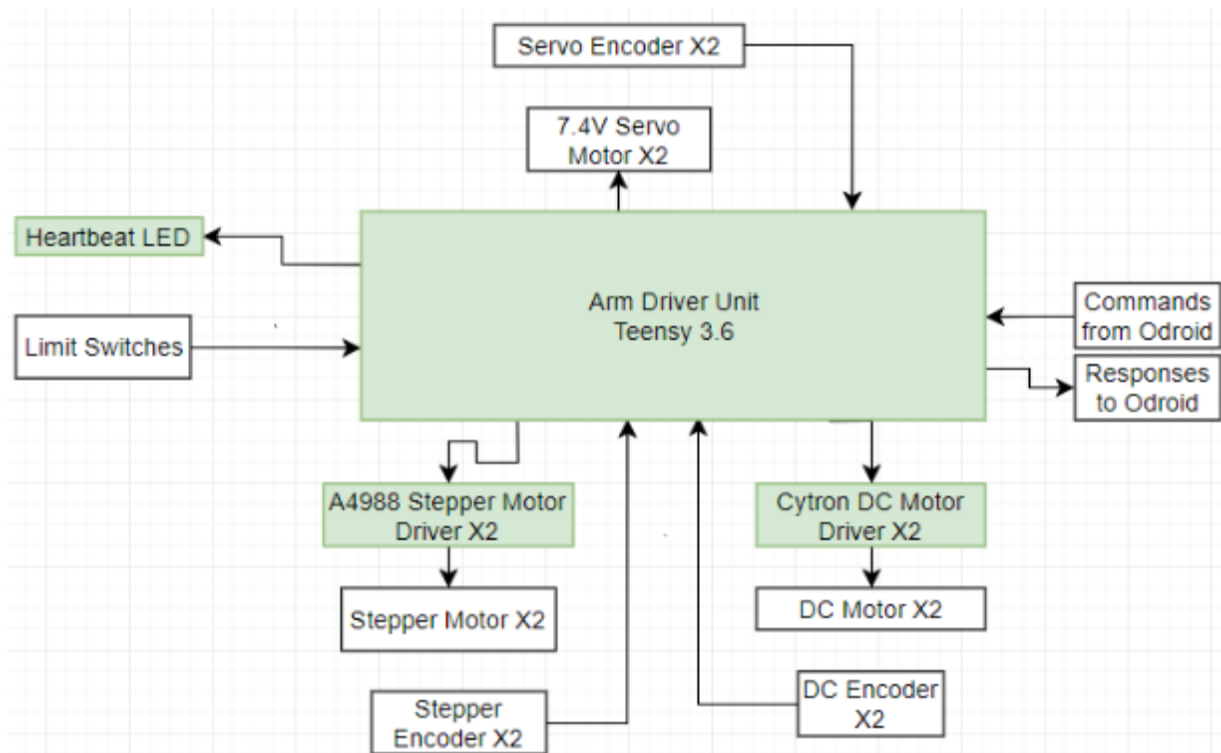 Servo Encoder X2
7.4V Servo
Motor X2
Heartbeat LED
Arm Driver Unit
Teensy 3.6
Commands
from Odroid
Limit Switches
Responses
to Odroid
A4988 Stepper Motor
Driver X2
Cytron DC Motor
Driver X2
Stepper Motor X2
DC Motor X2
Stepper
Encoder X2
DC Encoder
X2